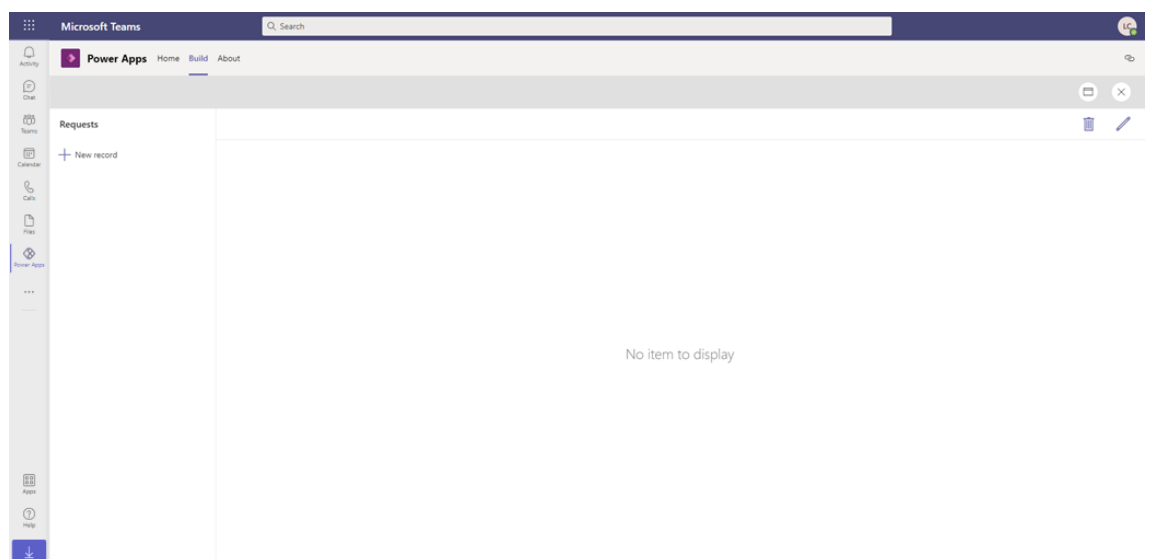 Microsoft Teams
Search
LC
Activity
Power Apps Home Build About
Chat
Teams
Requests
Calendar
New record
Calls
Files
Power Apps
No item to display
Apps
Help